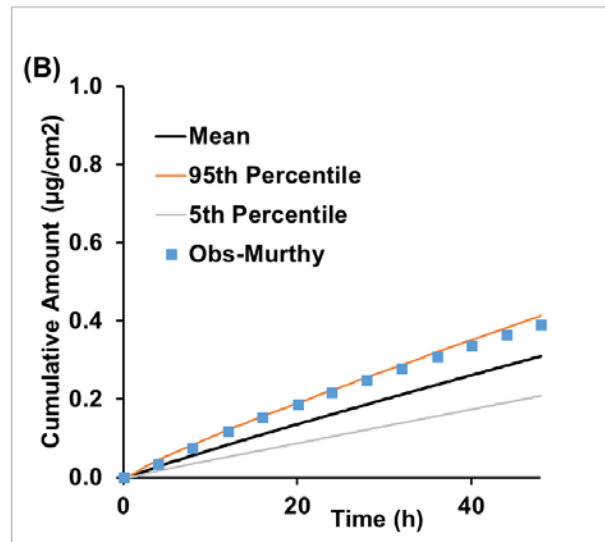 (B)
1.0
0.8
0.6
0.4
0.2
0.0
Cumulative Amount (µg/cm2)
Mean
95th Percentile
5th Percentile
Obs-Murthy
0
20
40
Time (h)